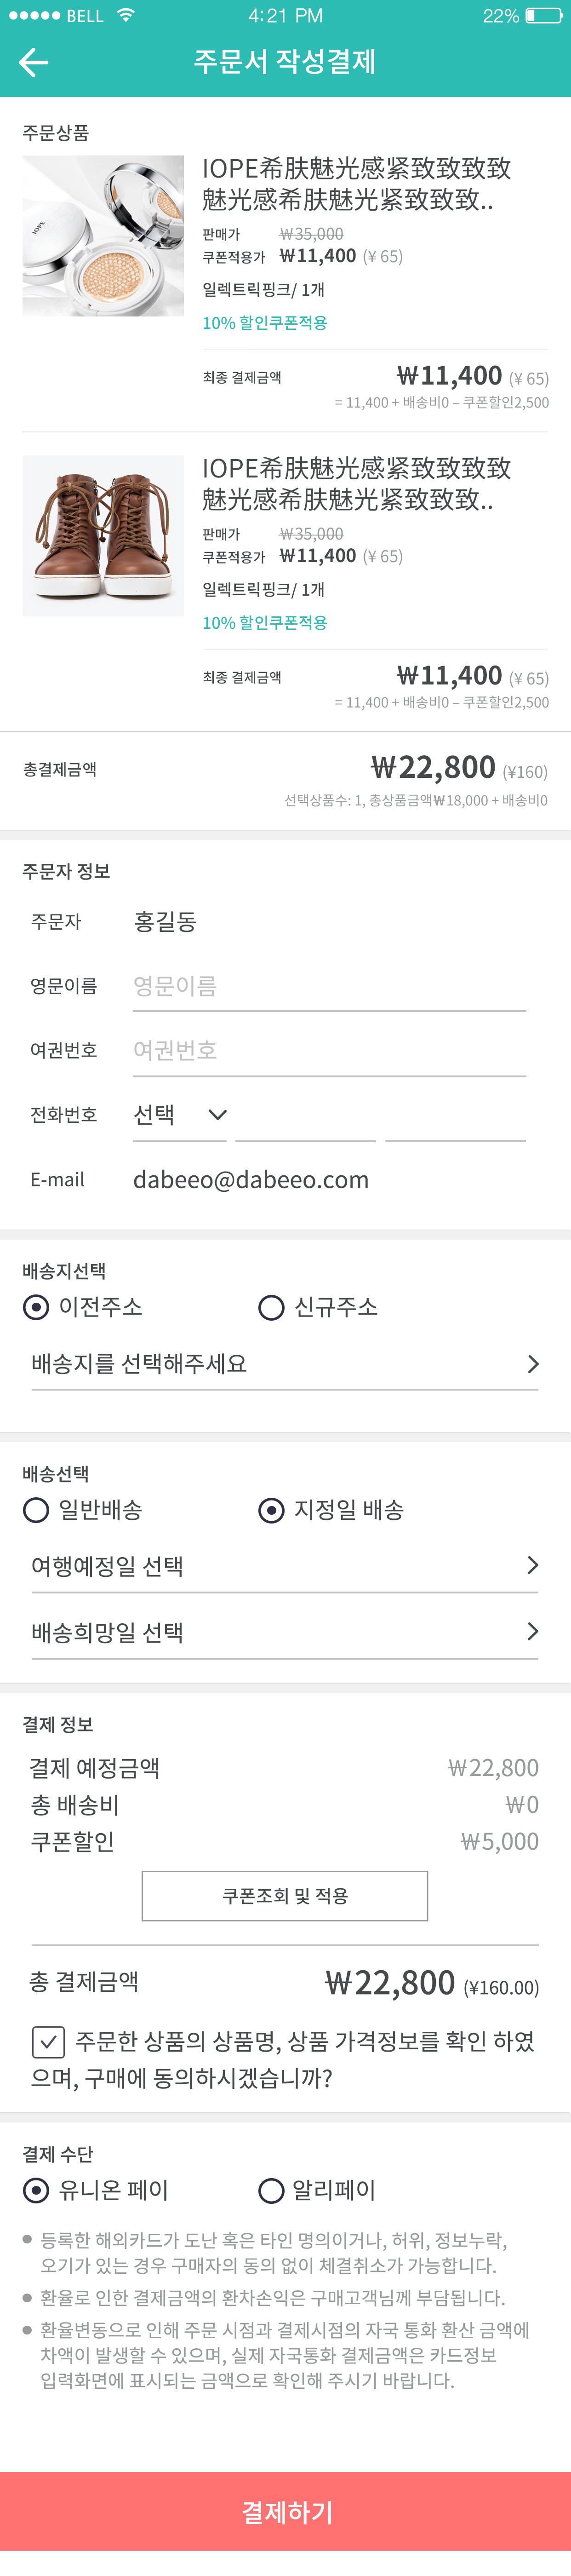 BELL 4:21 PM 22%
주문서 작성결제
주문상품
IOPE希肤魅光感紧致致致致
魅光感希肤魅光紧致致致..
IOPE
판매가 ₩35,000
쿠폰적용가 ₩11,400 (¥ 65)
일렉트릭핑크/ 1개
10% 할인쿠폰적용
최종 결제금액 ₩11,400 (¥ 65)
= 11,400 + 배송비0 – 쿠폰할인2,500
IOPE希肤魅光感紧致致致致
魅光感希肤魅光紧致致致..
판매가 ₩35,000
쿠폰적용가 ₩11,400 (¥ 65)
일렉트릭핑크/ 1개
10% 할인쿠폰적용
최종 결제금액 ₩11,400 (¥ 65)
= 11,400 + 배송비0 – 쿠폰할인2,500
총결제금액 ₩22,800 (¥160)
선택상품수: 1, 총상품금액₩18,000 + 배송비0
주문자 정보
주문자 홍길동
영문이름 영문이름
여권번호 여권번호
전화번호 선택
E-mail dabeeo@dabeeo.com
배송지선택
이전주소 신규주소
배송지를 선택해주세요
배송선택
일반배송 지정일 배송
여행예정일 선택
배송희망일 선택
결제 정보
결제 예정금액 ₩22,800
총 배송비 ₩0
쿠폰할인 ₩5,000
쿠폰조회 및 적용
총 결제금액 ₩22,800 (¥160.00)
주문한 상품의 상품명, 상품 가격정보를 확인 하였
으며, 구매에 동의하시겠습니까?
결제 수단
유니온 페이 알리페이
등록한 해외카드가 도난 혹은 타인 명의이거나, 허위, 정보누락,
오기가 있는 경우 구매자의 동의 없이 체결취소가 가능합니다.
환율로 인한 결제금액의 환차손익은 구매고객님께 부담됩니다.
환율변동으로 인해 주문 시점과 결제시점의 자국 통화 환산 금액에
차액이 발생할 수 있으며, 실제 자국통화 결제금액은 카드정보
입력화면에 표시되는 금액으로 확인해 주시기 바랍니다.
결제하기